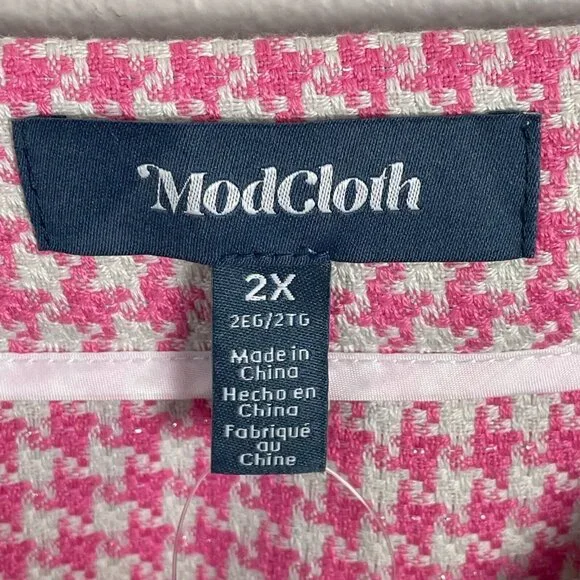 ModCloth
2X
2EG/2TG
Made in
China
Hecho en
China
Fabriqué
au
Chine